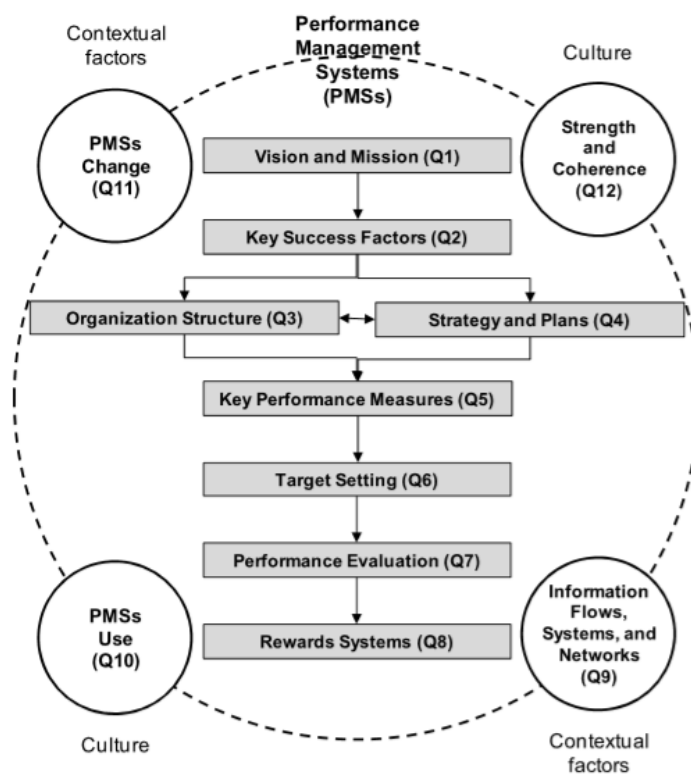 Contextual
factors
Performance
Management
Systems
(PMSs)
Culture
PMSs
Change
(Q11)
Strength
and
Coherence
(Q12)
Vision and Mission (Q1)
Key Success Factors (Q2)
Organization Structure (Q3)
Strategy and Plans (Q4)
Key Performance Measures (Q5)
Target Setting (Q6)
Performance Evaluation (Q7)
Rewards Systems (Q8)
PMSs
Use
(Q10)
Information
Flows,
Systems, and
Networks
(Q9)
Culture
Contextual
factors